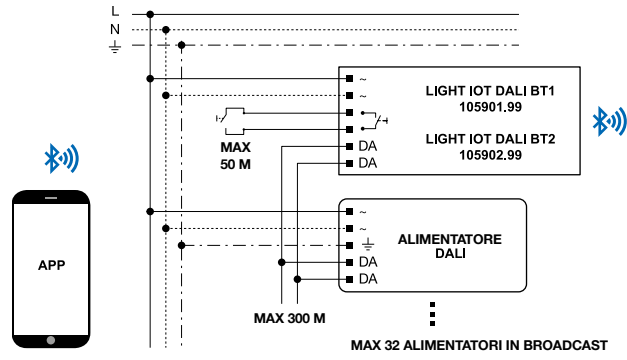 L
N
~
~
LIGHT IOT DALI BT1
105901.99
LIGHT IOT DALI BT2
105902.99
DA
DA
MAX
50 M
APP
~
~
ALIMENTATORE
DALI
DA
DA
MAX 300 M
MAX 32 ALIMENTATORI IN BROADCAST